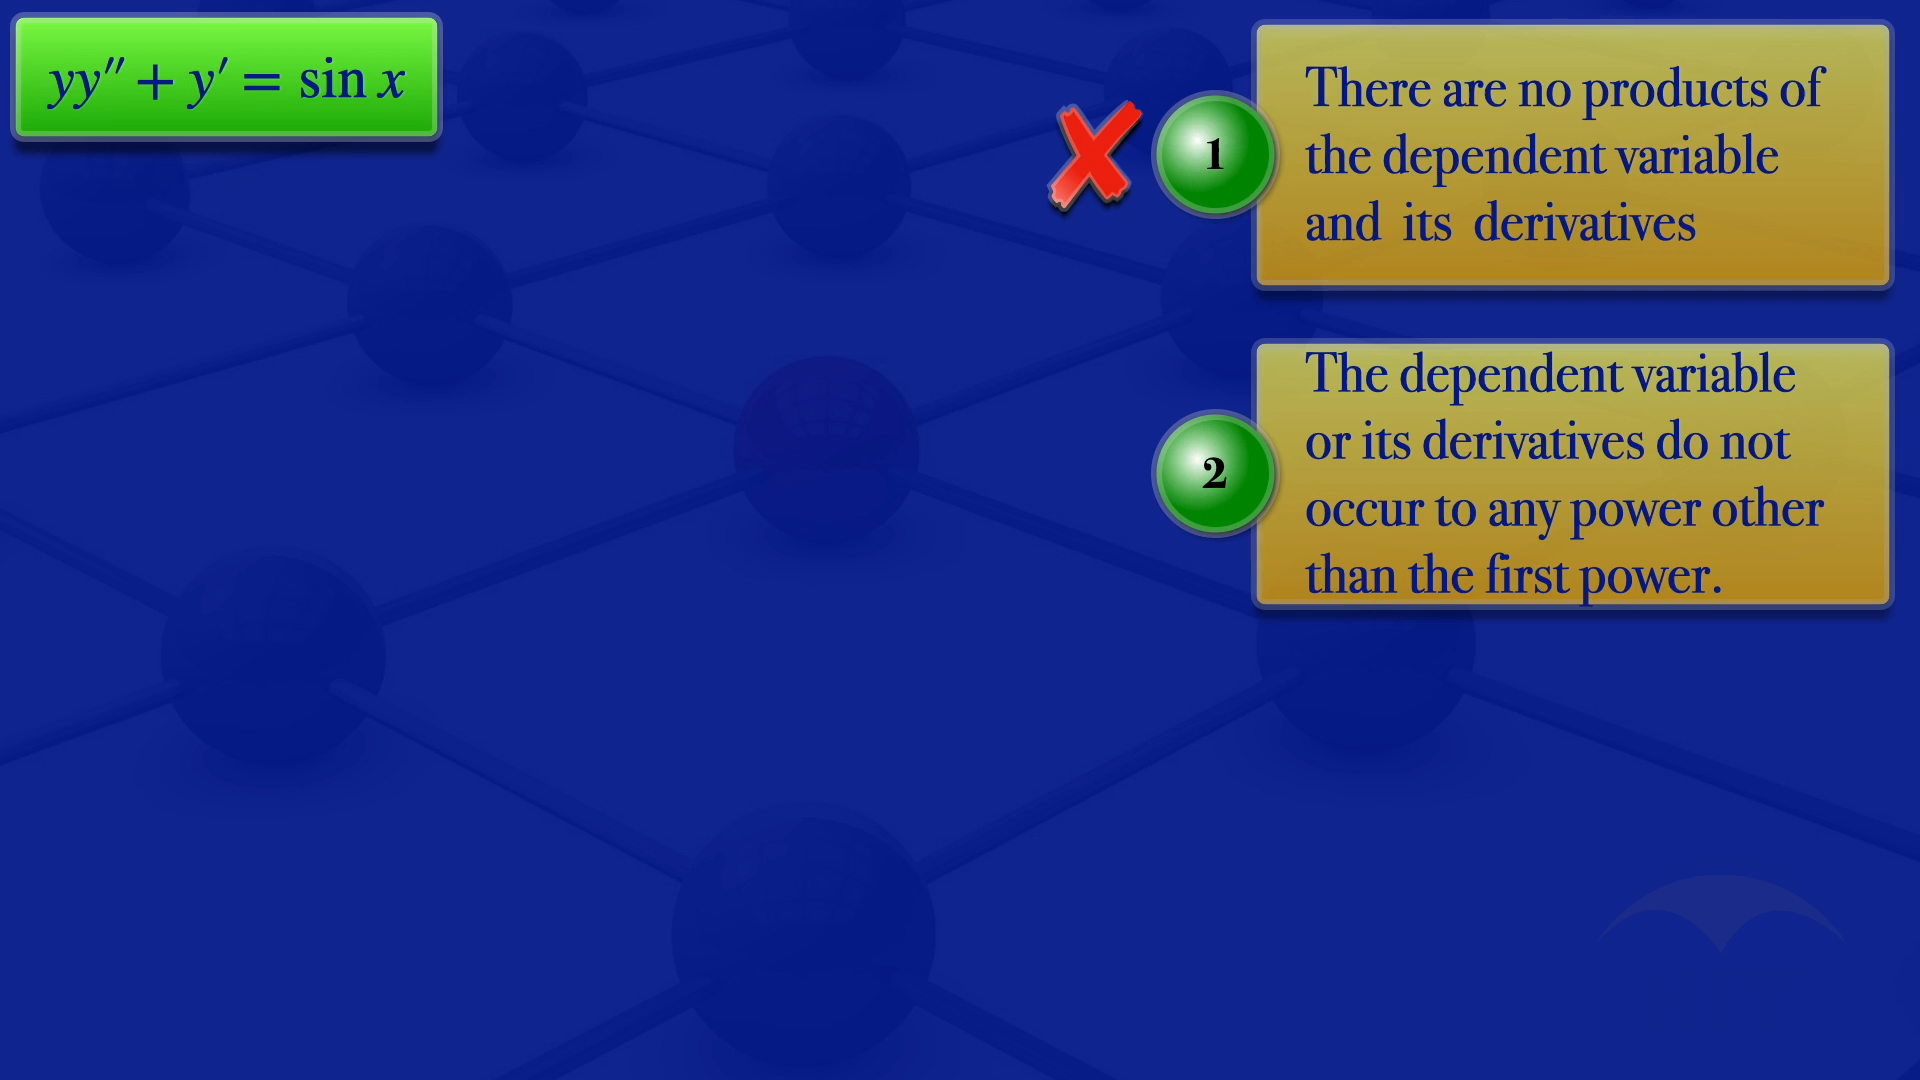 yy″ + y′ = sin x
1
There are no products of
the dependent variable
and its derivatives
2
The dependent variable
or its derivatives do not
occur to any power other
than the first power.